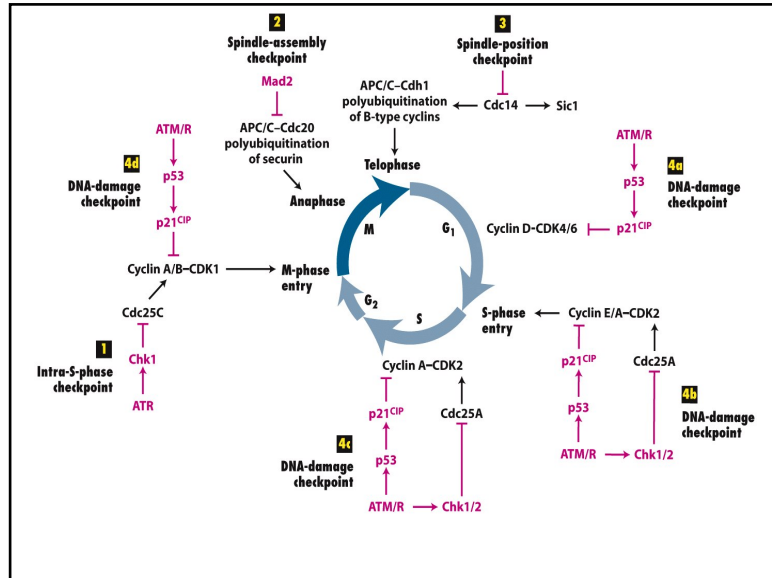 2
Spindle-assembly
checkpoint
Mad2
APC/C–Cdc20
polyubiquitination
of securin
Anaphase
3
Spindle-position
checkpoint
APC/C–Cdh1
polyubiquitination
of B-type cyclins
Cdc14
Sic1
Telophase
ATM/R
4d
DNA-damage
checkpoint
p53
p21CIP
Cyclin A/B–CDK1
M-phase
entry
Cdc25C
1
Chk1
Intra-S-phase
checkpoint
ATR
M
G1
G2
S
ATM/R
4a
DNA-damage
checkpoint
p53
Cyclin D-CDK4/6
p21CIP
S-phase
entry
Cyclin E/A–CDK2
p21CIP
Cdc25A
4b
DNA-damage
checkpoint
p53
ATM/R
Chk1/2
Cyclin A–CDK2
p21CIP
Cdc25A
4c
DNA-damage
checkpoint
p53
ATM/R
Chk1/2